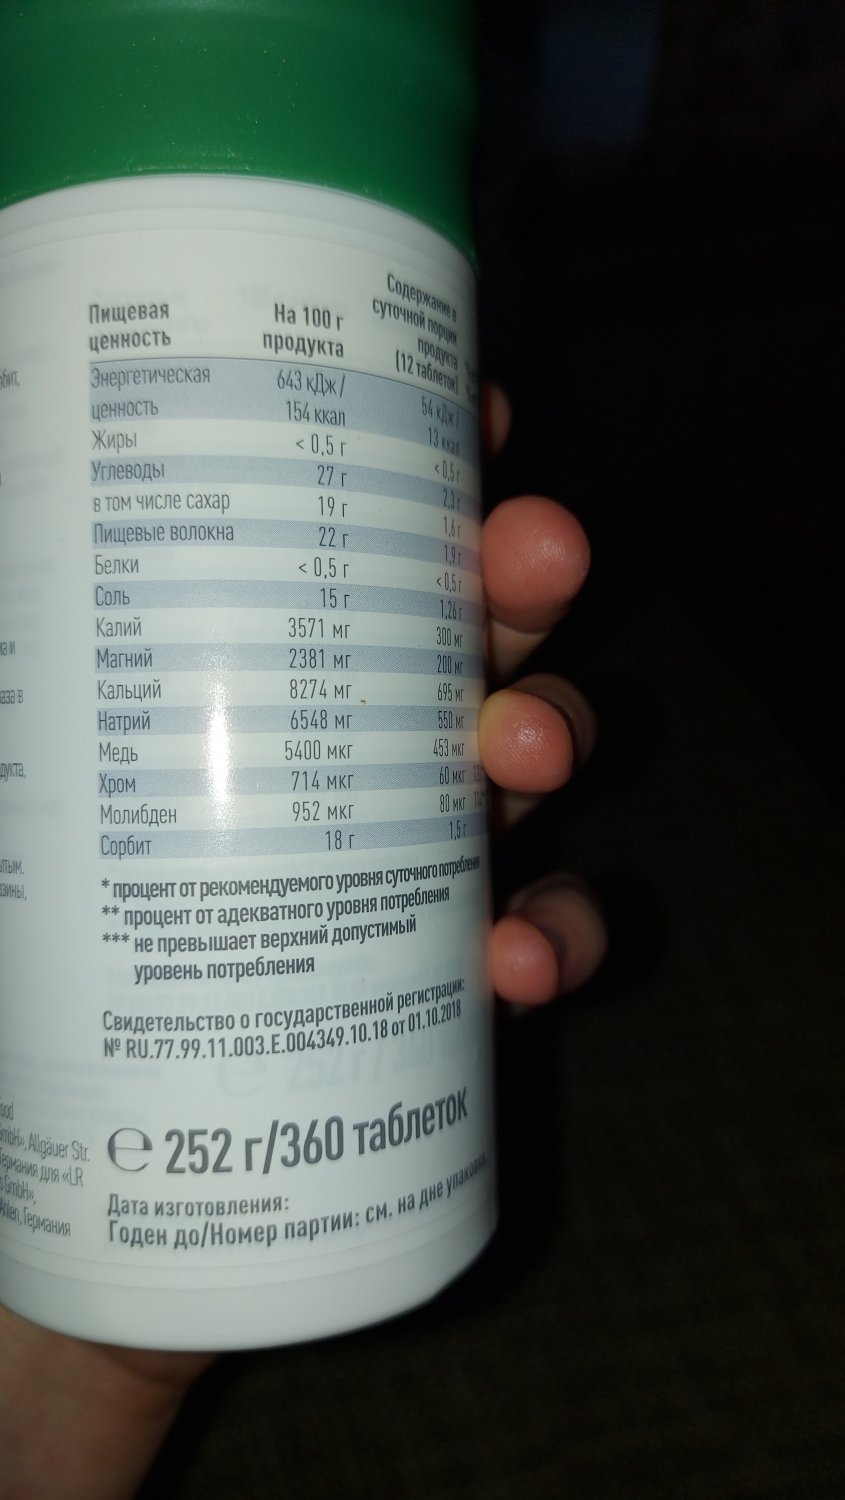 Пищевая ценность
На 100 г продукта
Содержание в суточной порции продукта (12 таблеток)
Энергетическая ценность 643 кДж/ 154 ккал 54 кДж/ 13 ккал
Жиры < 0,5 г < 0,5 г
Углеводы 27 г 2,3 г
в том числе сахар 19 г 1,6 г
Пищевые волокна 22 г 1,9 г
Белки < 0,5 г < 0,5 г
Соль 15 г 1,26 г
Калий 3571 мг 300 мг
Магний 2381 мг 200 мг
Кальций 8274 мг 695 мг
Натрий 6548 мг 550 мг
Медь 5400 мкг 453 мкг
Хром 714 мкг 60 мкг
Молибден 952 мкг 80 мкг
Сорбит 18 г 1,5 г
* процент от рекомендуемого уровня суточного потребления
** процент от адекватного уровня потребления
*** не превышает верхний допустимый
уровень потребления
Свидетельство о государственной регистрации:
№ RU.77.99.11.003.E.004349.10.18 от 01.10.2018
℮ 252 г/360 таблеток
Дата изготовления:
Годен до/Номер партии: см. на дне упаковки
Allgäuer Str.
для «LR
Германия